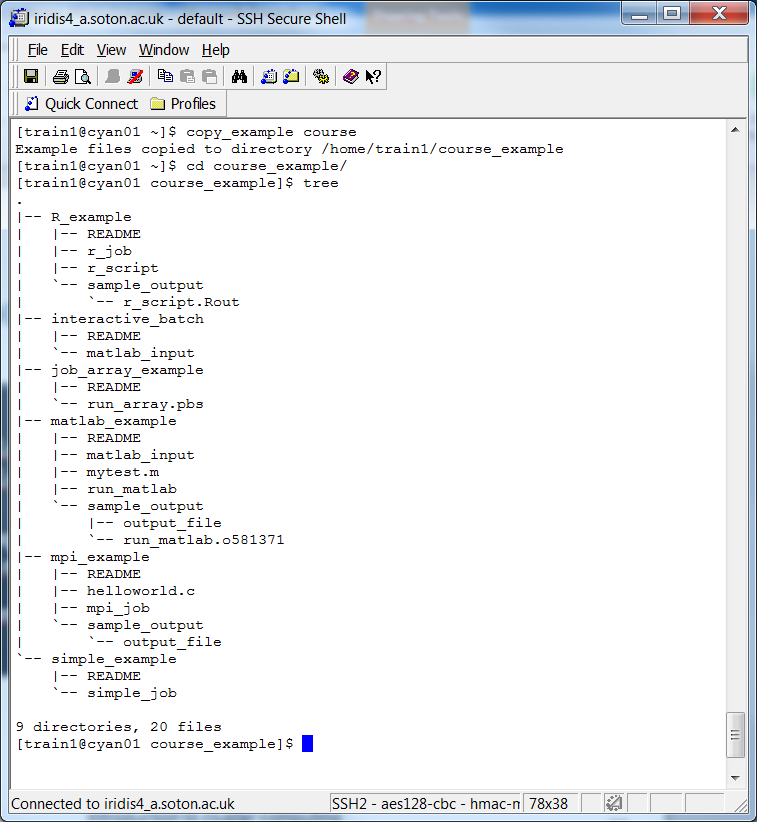 iridis4_a.soton.ac.uk - default - SSH Secure Shell
File Edit View Window Help
Quick Connect Profiles
[train1@cyan01 ~]$ copy_example course
Example files copied to directory /home/train1/course_example
[train1@cyan01 ~]$ cd course_example/
[train1@cyan01 course_example]$ tree
.
|-- R_example
|   |-- README
|   |-- r_job
|   |-- r_script
|   `-- sample_output
|       `-- r_script.Rout
|-- interactive_batch
|   |-- README
|   `-- matlab_input
|-- job_array_example
|   |-- README
|   `-- run_array.pbs
|-- matlab_example
|   |-- README
|   |-- matlab_input
|   |-- mytest.m
|   |-- run_matlab
|   `-- sample_output
|       |-- output_file
|       `-- run_matlab.o581371
|-- mpi_example
|   |-- README
|   |-- helloworld.c
|   |-- mpi_job
|   `-- sample_output
|       `-- output_file
`-- simple_example
    |-- README
    `-- simple_job
9 directories, 20 files
[train1@cyan01 course_example]$
Connected to iridis4_a.soton.ac.uk SSH2 - aes128-cbc - hmac-m 78x38